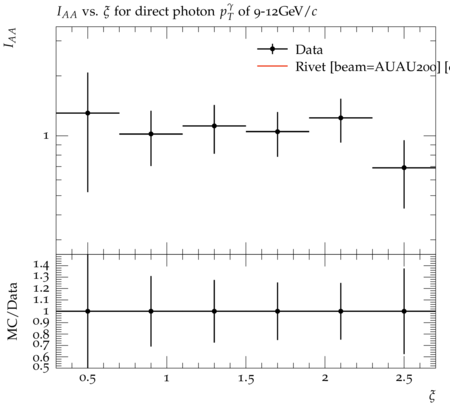 I_AA vs. ξ for direct photon p_T^γ of 9-12GeV/c
I_AA
Data
Rivet [beam=AUAU200] [
1
MC/Data
1.4
1.3
1.2
1.1
1
0.9
0.8
0.7
0.6
0.5
0.5 1 1.5 2 2.5
ξ